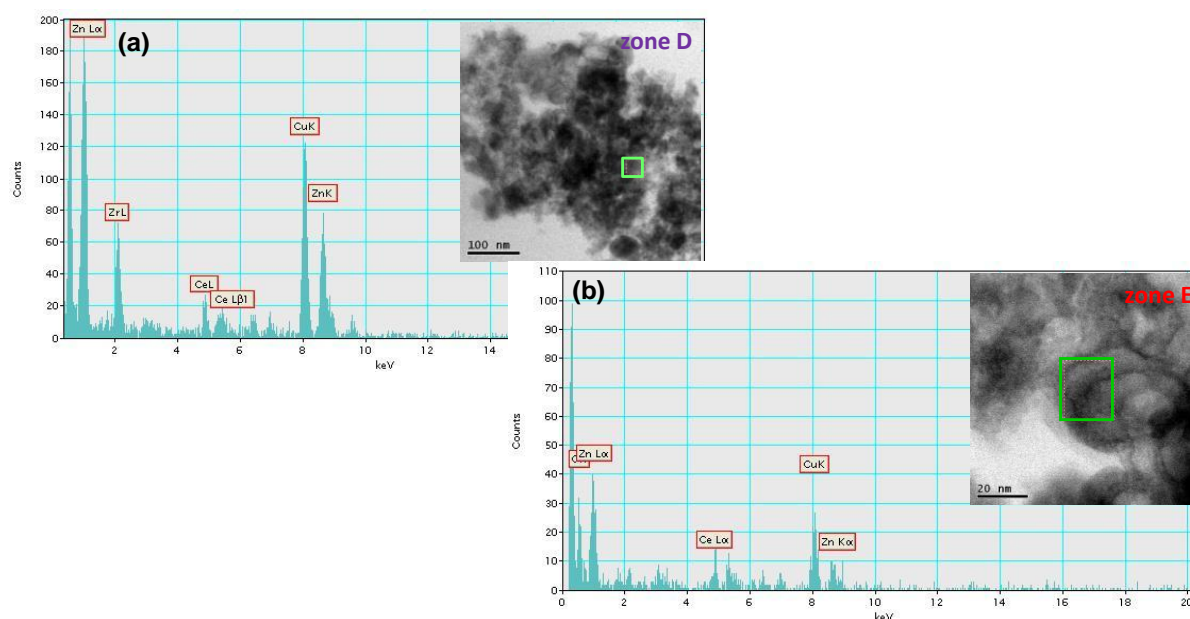 (a)
zone D
200
180
160
140
120
100
80
60
40
20
0
Counts
Zn Lα
ZrL
CeL
Ce Lβ1
CuK
ZnK
2 4 6 8 10 12 14
keV
100 nm
(b)
zone E
110
100
90
80
70
60
50
40
30
20
10
0
Counts
Zn Lα
Ce Lα
CuK
Zn Kα
0 2 4 6 8 10 12 14 16 18 20
keV
20 nm